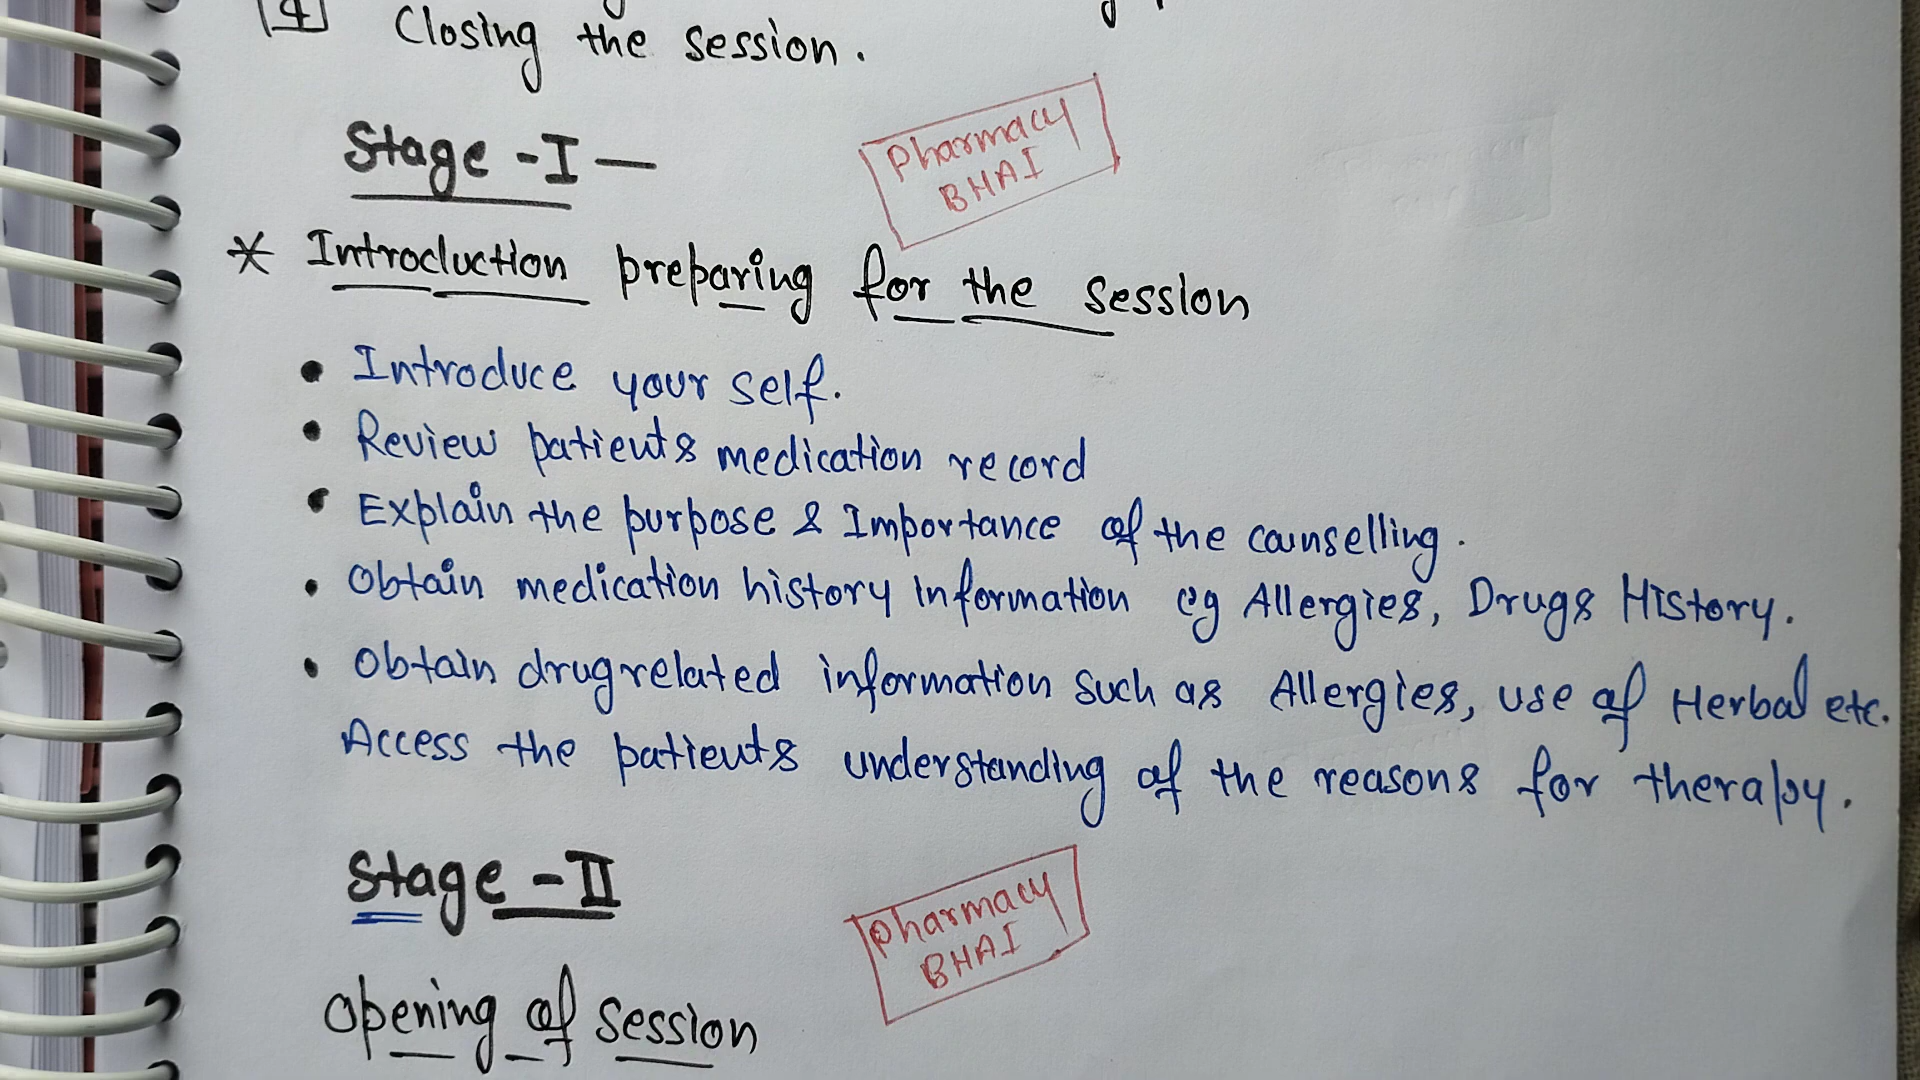 4 Closing the session.
Stage - I —
Pharmacy
BHAI
* Introduction preparing for the session
• Introduce your self.
• Review patients medication record
• Explain the purpose & Importance of the counselling.
• Obtain medication history information eg Allergies, Drugs History.
• Obtain drug related information such as Allergies, use of Herbal etc.
Access the patients understanding of the reasons for therapy.
Stage - II
pharmacy
BHAI
Opening of session